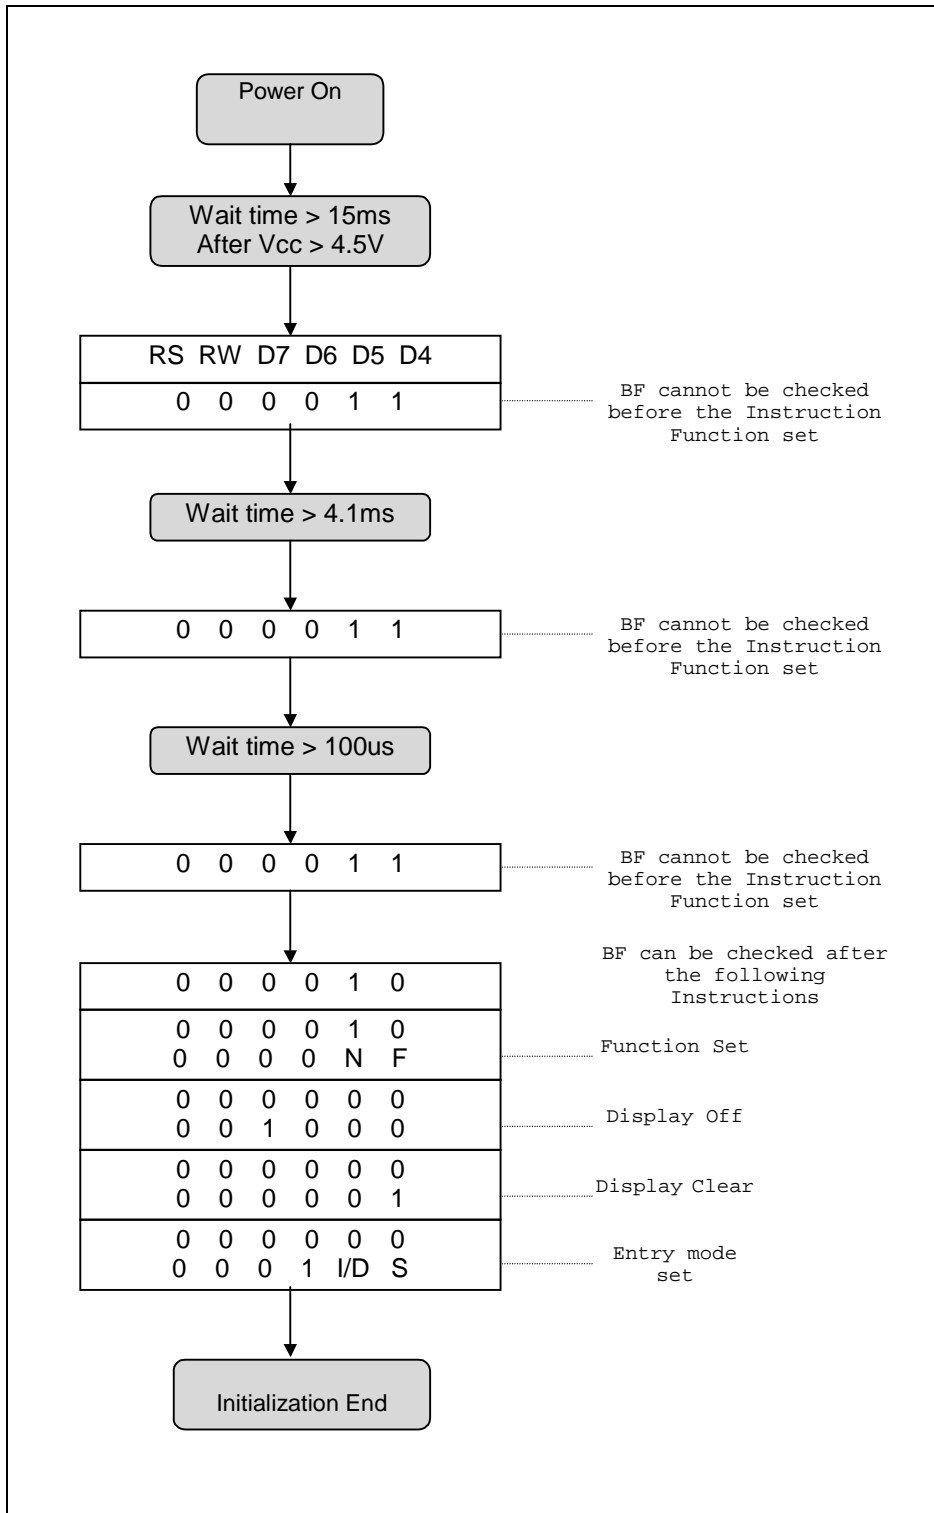 Power On
Wait time > 15ms
After Vcc > 4.5V
RS RW D7 D6 D5 D4
0 0 0 0 1 1
BF cannot be checked
before the Instruction
Function set
Wait time > 4.1ms
0 0 0 0 1 1
BF cannot be checked
before the Instruction
Function set
Wait time > 100us
0 0 0 0 1 1
BF cannot be checked
before the Instruction
Function set
BF can be checked after
the following
Instructions
0 0 0 0 1 0
0 0 0 0 1 0
0 0 0 0 N F
Function Set
0 0 0 0 0 0
0 0 1 0 0 0
Display Off
0 0 0 0 0 0
0 0 0 0 0 1
Display Clear
0 0 0 0 0 0
0 0 0 1 I/D S
Entry mode
set
Initialization End